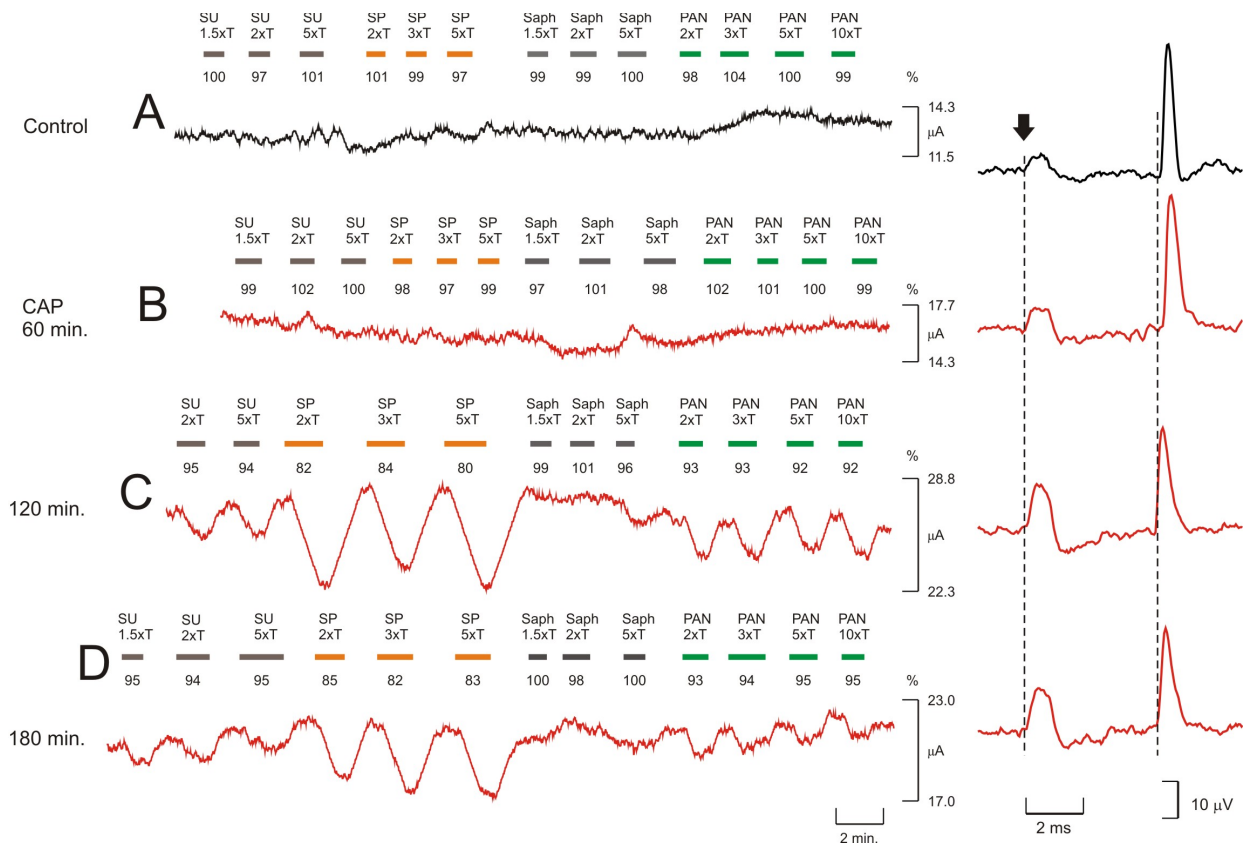 SU SU SU SP SP SP Saph Saph Saph PAN PAN PAN PAN
1.5xT 2xT 5xT 2xT 3xT 5xT 1.5xT 2xT 5xT 2xT 3xT 5xT 10xT
100 97 101 101 99 97 99 99 100 98 104 100 99 %
Control A 14.3
µA
11.5
SU SU SU SP SP SP Saph Saph Saph PAN PAN PAN PAN
1.5xT 2xT 5xT 2xT 3xT 5xT 1.5xT 2xT 5xT 2xT 3xT 5xT 10xT
99 102 100 98 97 99 97 101 98 102 101 100 99 %
CAP
60 min. B 17.7
µA
14.3
SU SU SP SP SP Saph Saph Saph PAN PAN PAN PAN
2xT 5xT 2xT 3xT 5xT 1.5xT 2xT 5xT 2xT 3xT 5xT 10xT
95 94 82 84 80 99 101 96 93 93 92 92 %
120 min. C 28.8
µA
22.3
SU SU SU SP SP SP Saph Saph Saph PAN PAN PAN PAN
1.5xT 2xT 5xT 2xT 3xT 5xT 1.5xT 2xT 5xT 2xT 3xT 5xT 10xT
D 95 94 95 85 82 83 100 98 100 93 94 95 95 %
180 min. 23.0
µA
17.0
2 min. 2 ms 10 µV